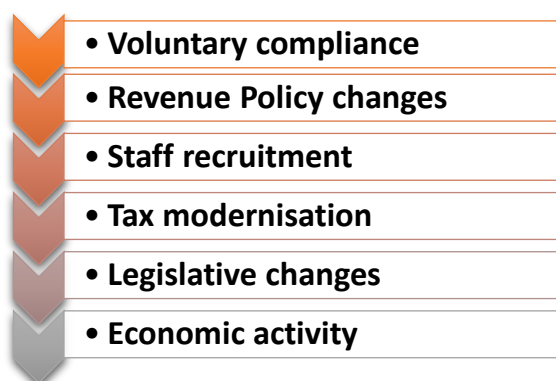 • Voluntary compliance
• Revenue Policy changes
• Staff recruitment
• Tax modernisation
• Legislative changes
• Economic activity